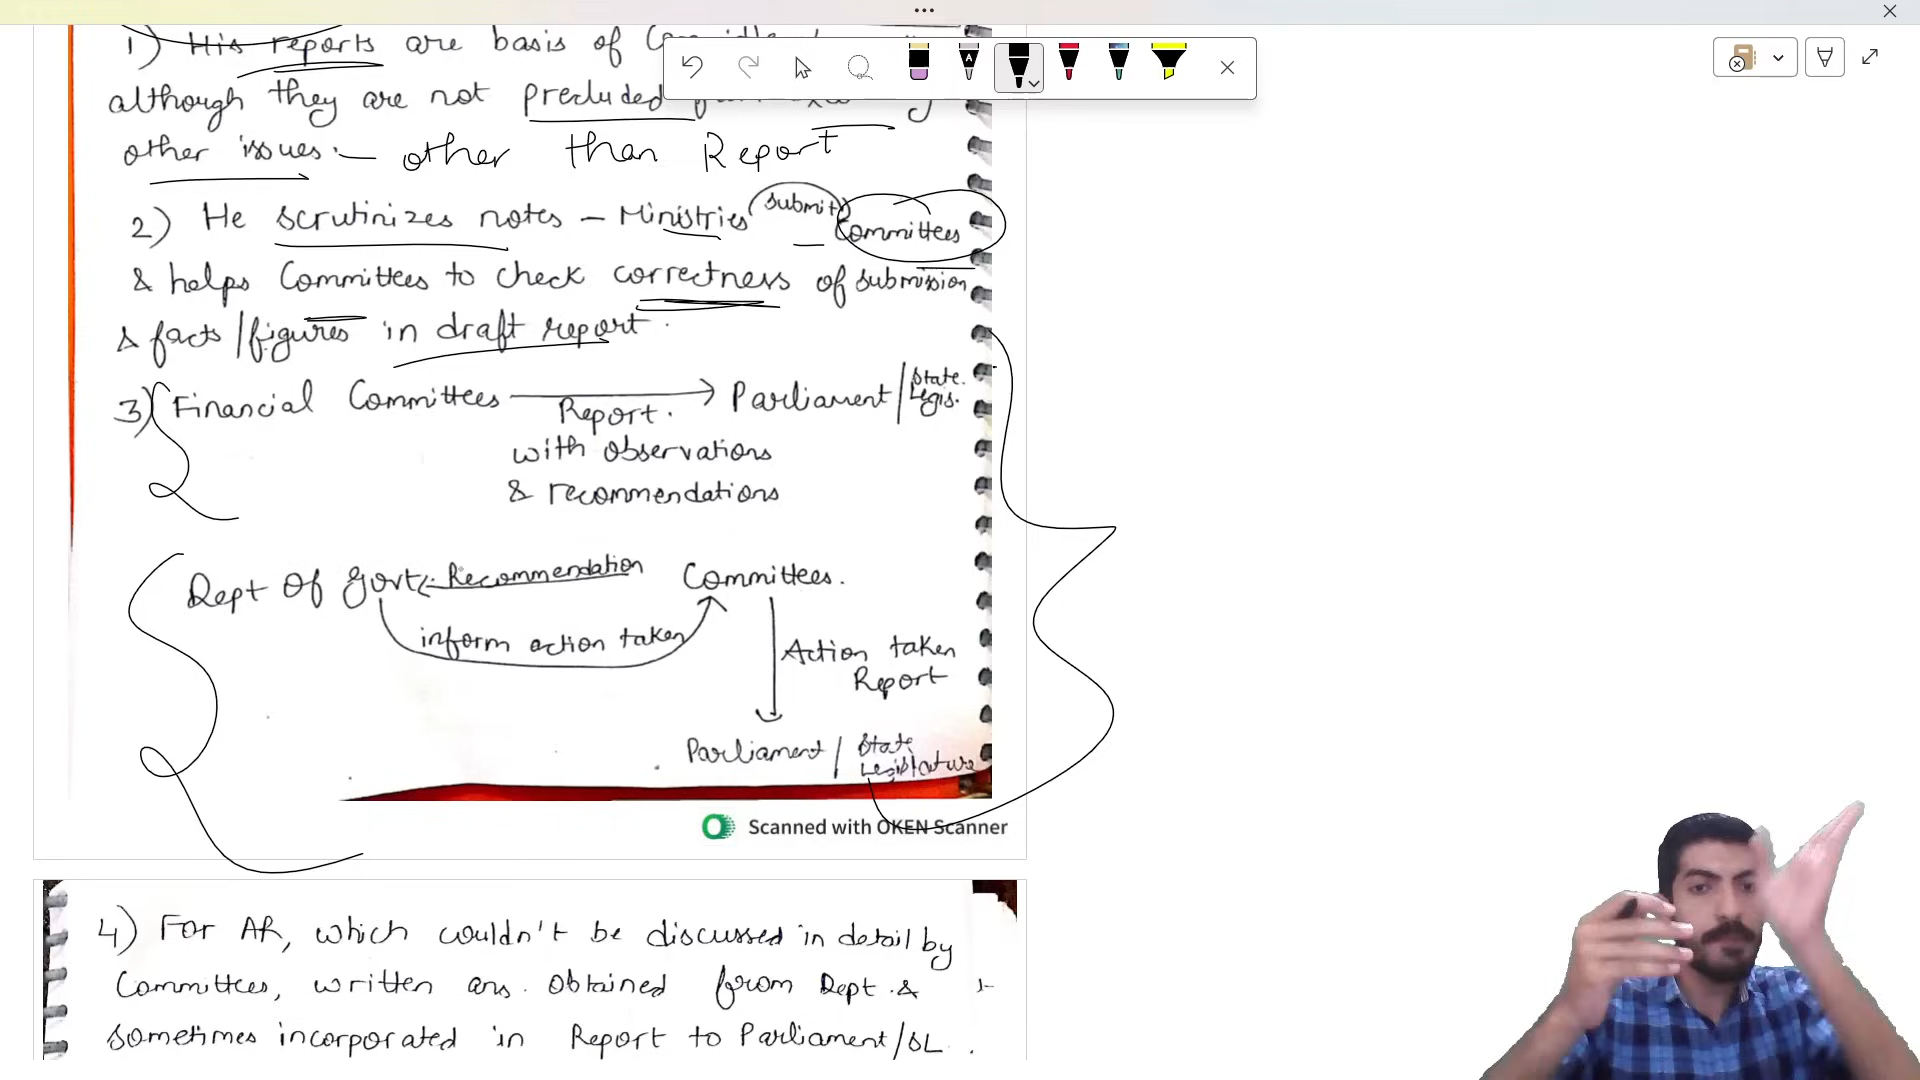 1) His reports are basis of
although they are not precluded
other issues. — other than Report
2) He scrutinizes notes – Ministries submit Committees
& helps Committees to check correctness of submission
& facts/figures in draft report.
3) Financial Committees → Parliament / State. Legis.
Report.
with observations
& recommendations
Dept Of Govt ← Recommendation Committees.
inform action taken
Action taken
Report
Parliament / State
Legislature
Scanned with OKEN Scanner
4) For AR, which couldn't be discussed in detail by
Committees, written ans. obtained from Dept. &
sometimes incorporated in Report to Parliament/SL.